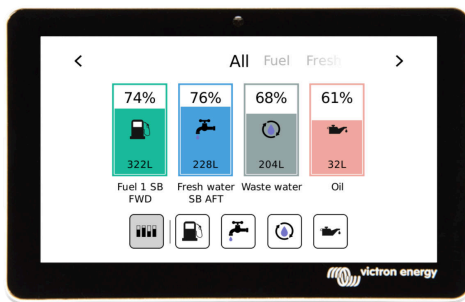 All Fuel Fresh
74% 76% 68% 61%
322L 228L 204L 32L
Fuel 1 SB Fresh water Waste water Oil
FWD SB AFT
victron energy